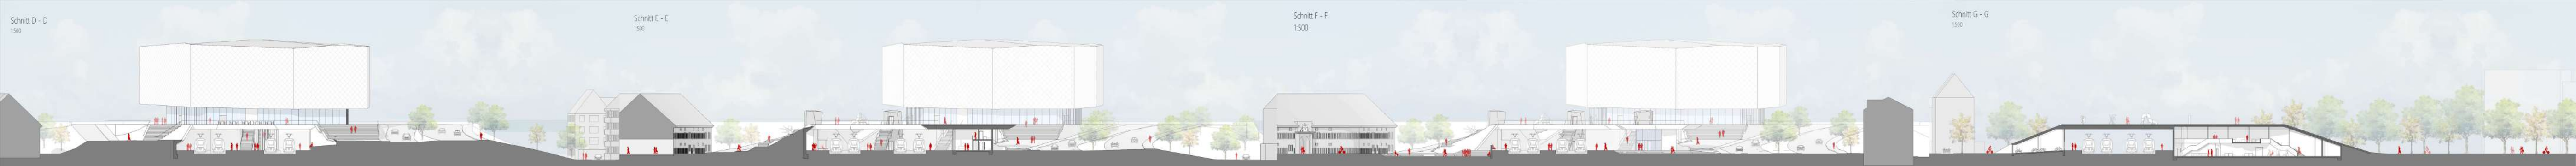 Schnitt D - D
1:500
Schnitt E - E
1:500
Schnitt F - F
1:500
Schnitt G - G
1:500